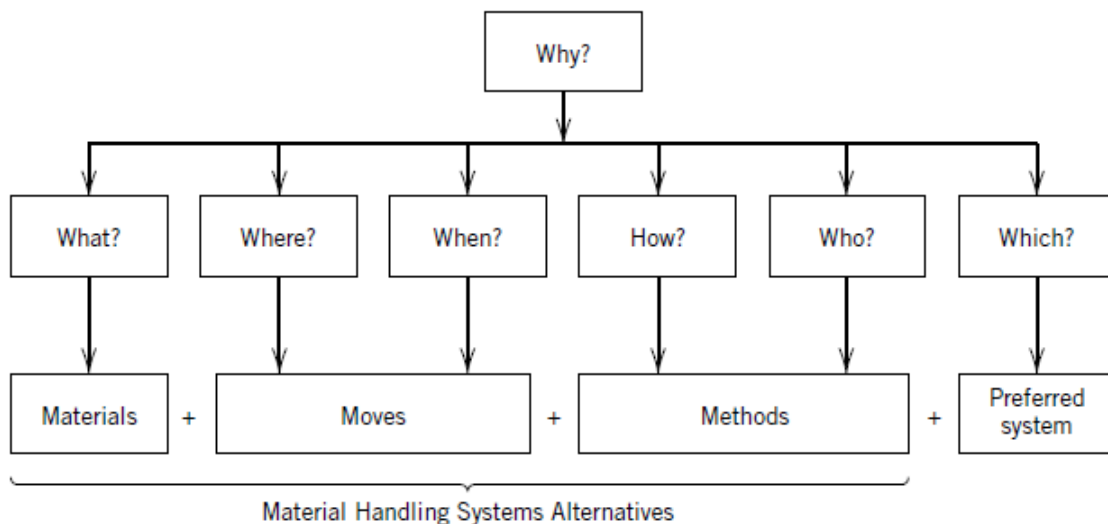 Why?
What?
Where?
When?
How?
Who?
Which?
Materials
+
Moves
+
Methods
+
Preferred
system
Material Handling Systems Alternatives